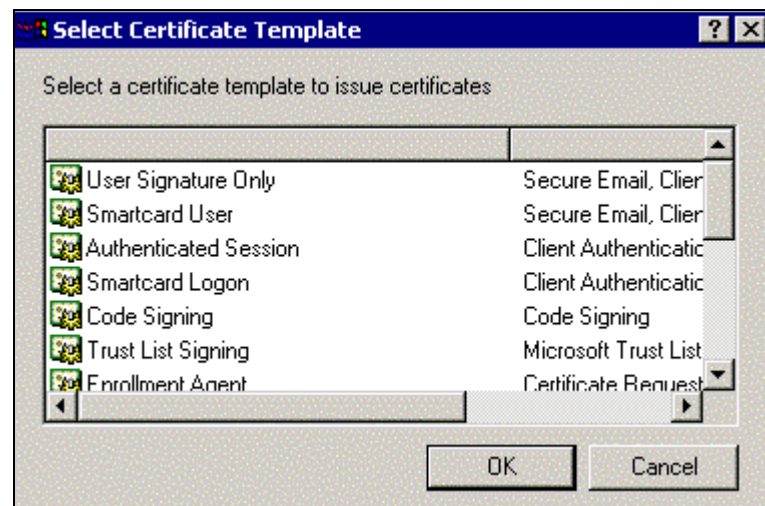 Select Certificate Template
Select a certificate template to issue certificates
User Signature Only Secure Email, Clier
Smartcard User Secure Email, Clier
Authenticated Session Client Authenticatic
Smartcard Logon Client Authenticatic
Code Signing Code Signing
Trust List Signing Microsoft Trust List
Enrollment Agent Certificate Request
OK Cancel